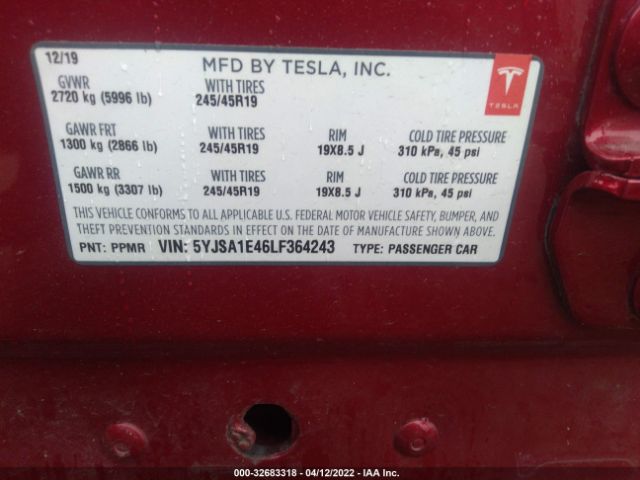 12/19
MFD BY TESLA, INC.
TESLA
GVWR WITH TIRES
2720 kg (5996 lb) 245/45R19
GAWR FRT WITH TIRES RIM COLD TIRE PRESSURE
1300 kg (2866 lb) 245/45R19 19X8.5 J 310 kPa, 45 psi
GAWR RR WITH TIRES RIM COLD TIRE PRESSURE
1500 kg (3307 lb) 245/45R19 19X8.5 J 310 kPa, 45 psi
THIS VEHICLE CONFORMS TO ALL APPLICABLE U.S. FEDERAL MOTOR VEHICLE SAFETY, BUMPER, AND
THEFT PREVENTION STANDARDS IN EFFECT ON THE DATE OF MANUFACTURE SHOWN ABOVE.
PNT: PPMR VIN: 5YJSA1E46LF364243 TYPE: PASSENGER CAR
000-32683318 - 04/12/2022 - IAA Inc.